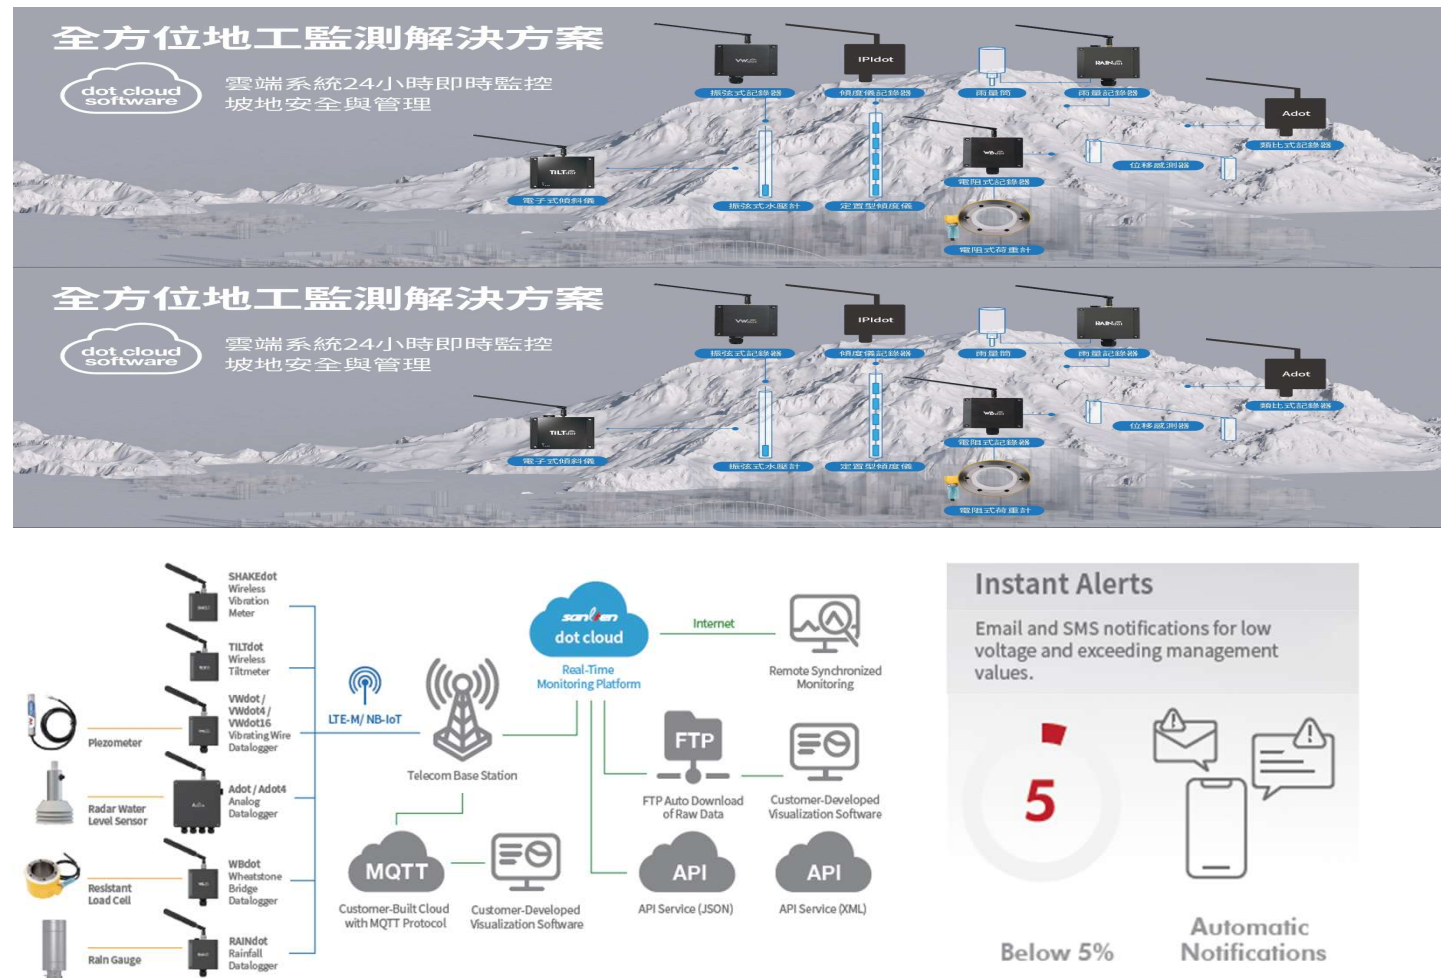 全方位地工監測解決方案
dot cloud
software
雲端系統24小時即時監控
坡地安全與管理
VW
IPIdot
RAIN
振弦式記錄器
傾度儀記錄器
雨量筒
雨量記錄器
Adot
類比式記錄器
TILT
WB
電阻式記錄器
位移感測器
電子式傾斜儀
振弦式水壓計
定置型傾度儀
電阻式荷重計
全方位地工監測解決方案
dot cloud
software
雲端系統24小時即時監控
坡地安全與管理
VW
IPIdot
RAIN
振弦式記錄器
傾度儀記錄器
雨量筒
雨量記錄器
Adot
類比式記錄器
TILT
WB
電阻式記錄器
位移感測器
電子式傾斜儀
振弦式水壓計
定置型傾度儀
電阻式荷重計
SHAKEdot
Wireless
Vibration
Meter
TILTdot
Wireless
Tiltmeter
VWdot /
VWdot4 /
VWdot16
Vibrating Wire
Datalogger
Piezometer
Adot / Adot4
Analog
Datalogger
Radar Water
Level Sensor
WBdot
Wheatstone
Bridge
Datalogger
Resistant
Load Cell
RAINdot
Rainfall
Datalogger
Rain Gauge
LTE-M/ NB-IoT
Telecom Base Station
sanlien
dot cloud
Real-Time
Monitoring Platform
Internet
Remote Synchronized
Monitoring
FTP
FTP Auto Download
of Raw Data
Customer-Developed
Visualization Software
MQTT
Customer-Built Cloud
with MQTT Protocol
Customer-Developed
Visualization Software
API
API Service (JSON)
API
API Service (XML)
Instant Alerts
Email and SMS notifications for low
voltage and exceeding management
values.
5
Below 5%
Automatic
Notifications